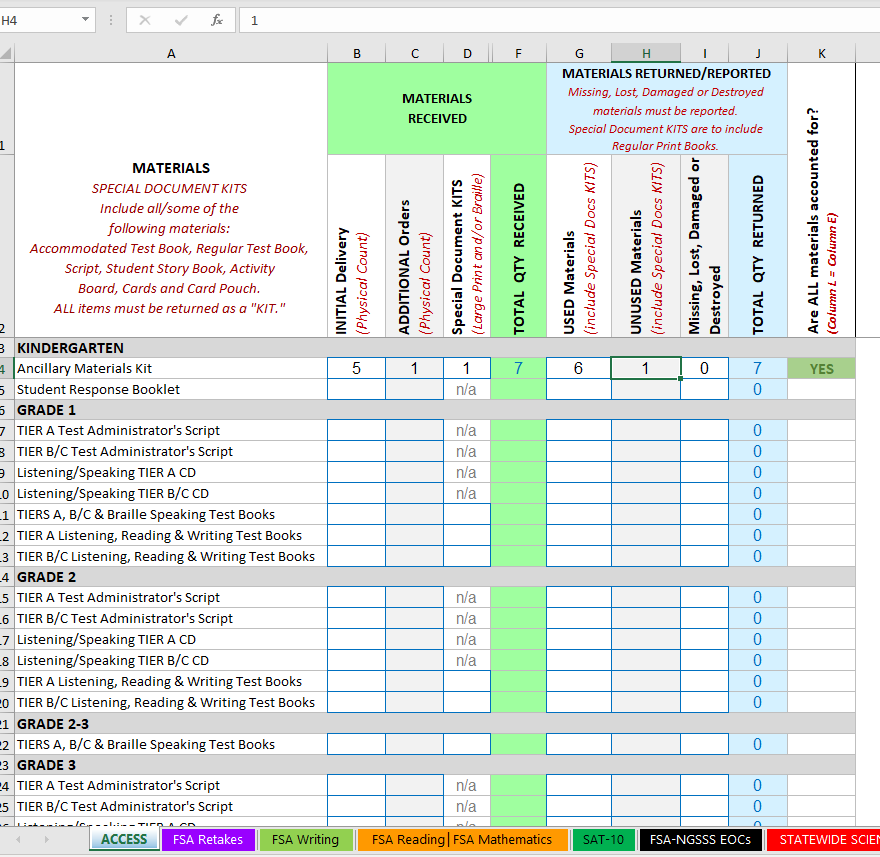 H4 fx 1
A B C D F G H I J K
1
MATERIALS RECEIVED
MATERIALS RETURNED/REPORTED
Missing, Lost, Damaged or Destroyed
materials must be reported.
Special Document KITS are to include
Regular Print Books.
2
MATERIALS
SPECIAL DOCUMENT KITS
Include all/some of the
following materials:
Accommodated Test Book, Regular Test Book,
Script, Student Story Book, Activity
Board, Cards and Card Pouch.
ALL items must be returned as a "KIT."
INITIAL Delivery
(Physical Count)
ADDITIONAL Orders
(Physical Count)
Special Document KITS
(Large Print and/or Braille)
TOTAL QTY RECEIVED
USED Materials
(include Special Docs KITS)
UNUSED Materials
(include Special Docs KITS)
Missing, Lost, Damaged or
Destroyed
TOTAL QTY RETURNED
Are ALL materials accounted for?
(Column L = Column E)
3 KINDERGARTEN
4 Ancillary Materials Kit 5 1 1 7 6 1 0 7 YES
5 Student Response Booklet n/a 0
6 GRADE 1
7 TIER A Test Administrator's Script n/a 0
8 TIER B/C Test Administrator's Script n/a 0
9 Listening/Speaking TIER A CD n/a 0
10 Listening/Speaking TIER B/C CD n/a 0
11 TIERS A, B/C & Braille Speaking Test Books 0
12 TIER A Listening, Reading & Writing Test Books 0
13 TIER B/C Listening, Reading & Writing Test Books 0
14 GRADE 2
15 TIER A Test Administrator's Script n/a 0
16 TIER B/C Test Administrator's Script n/a 0
17 Listening/Speaking TIER A CD n/a 0
18 Listening/Speaking TIER B/C CD n/a 0
19 TIER A Listening, Reading & Writing Test Books 0
20 TIER B/C Listening, Reading & Writing Test Books 0
21 GRADE 2-3
22 TIERS A, B/C & Braille Speaking Test Books 0
23 GRADE 3
24 TIER A Test Administrator's Script n/a 0
25 TIER B/C Test Administrator's Script n/a 0
ACCESS FSA Retakes FSA Writing FSA Reading|FSA Mathematics SAT-10 FSA-NGSSS EOCs STATEWIDE SCIEN